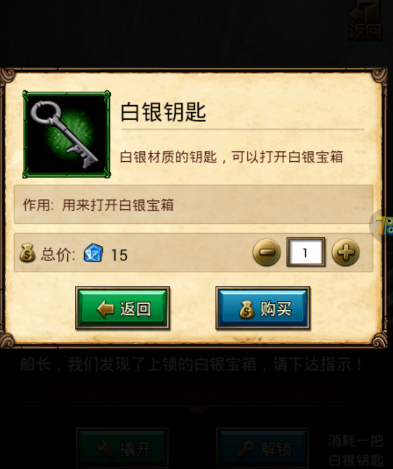 返回
白银钥匙
白银材质的钥匙，可以打开白银宝箱
作用: 用来打开白银宝箱
总价: 15
1
返回
购买
船长，我们发现了上锁的白银宝箱，请下达指示！
撬开
解锁
消耗一把
白银钥匙